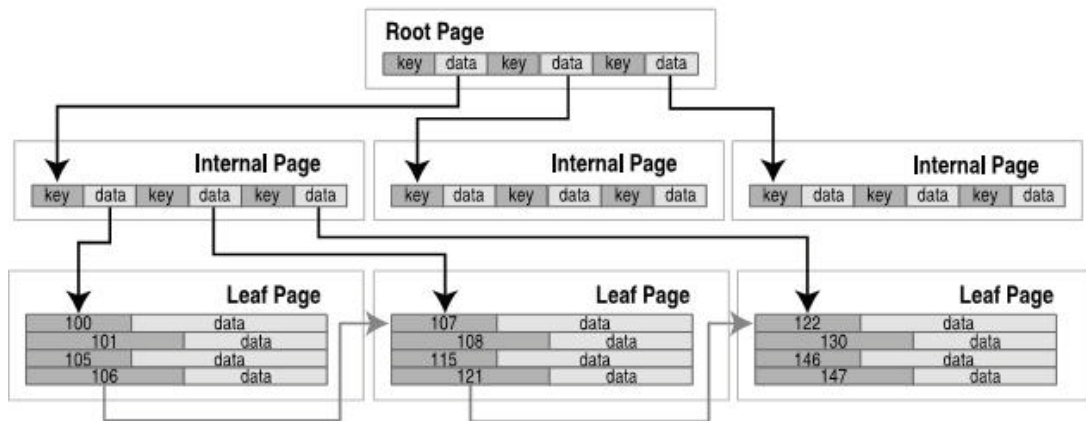 Root Page
key data key data key data
Internal Page
key data key data key data
Internal Page
key data key data key data
Internal Page
key data key data key data
Leaf Page
100 data
101 data
105 data
106 data
Leaf Page
107 data
108 data
115 data
121 data
Leaf Page
122 data
130 data
146 data
147 data